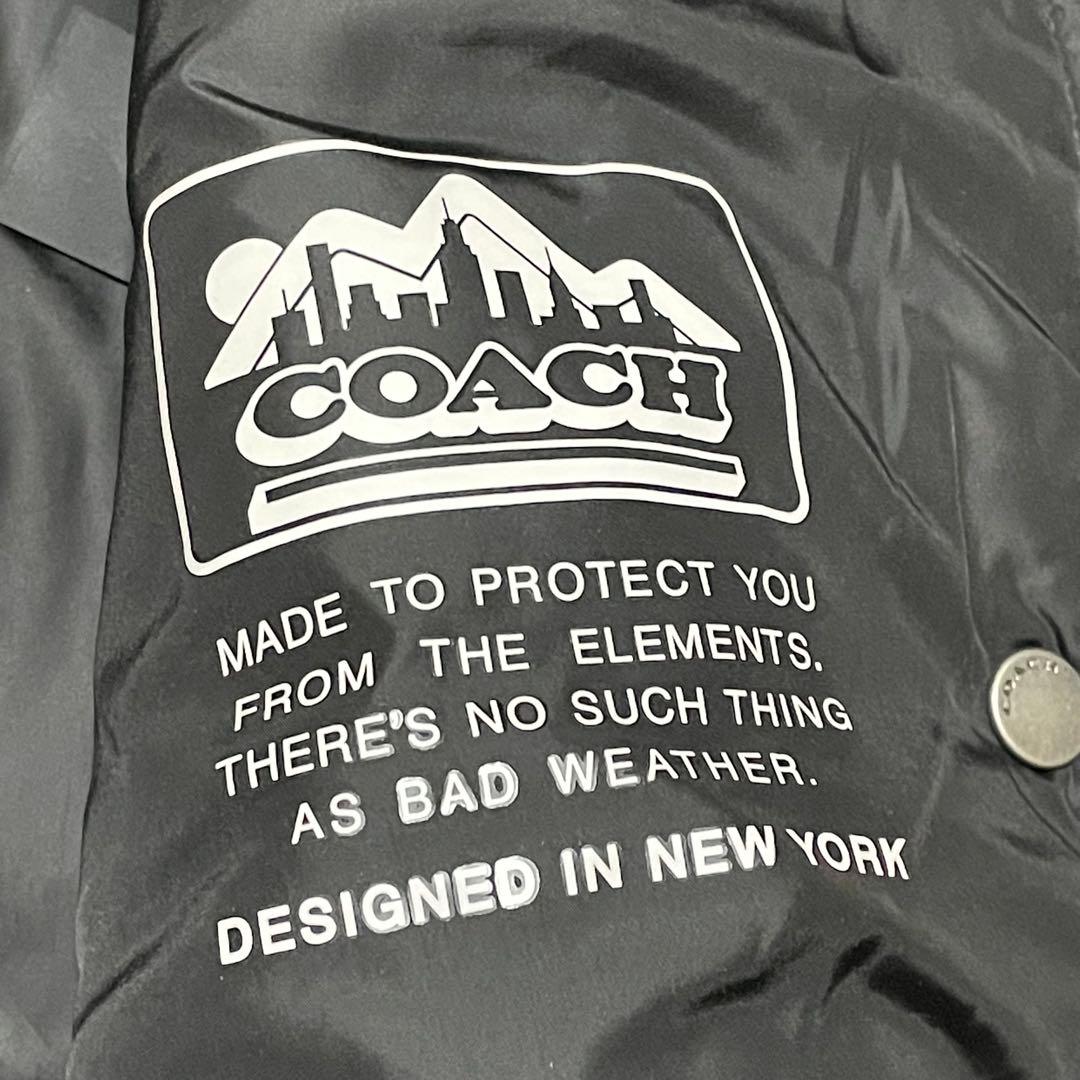 COACH
MADE TO PROTECT YOU
FROM THE ELEMENTS.
THERE'S NO SUCH THING
AS BAD WEATHER.
DESIGNED IN NEW YORK
COACH